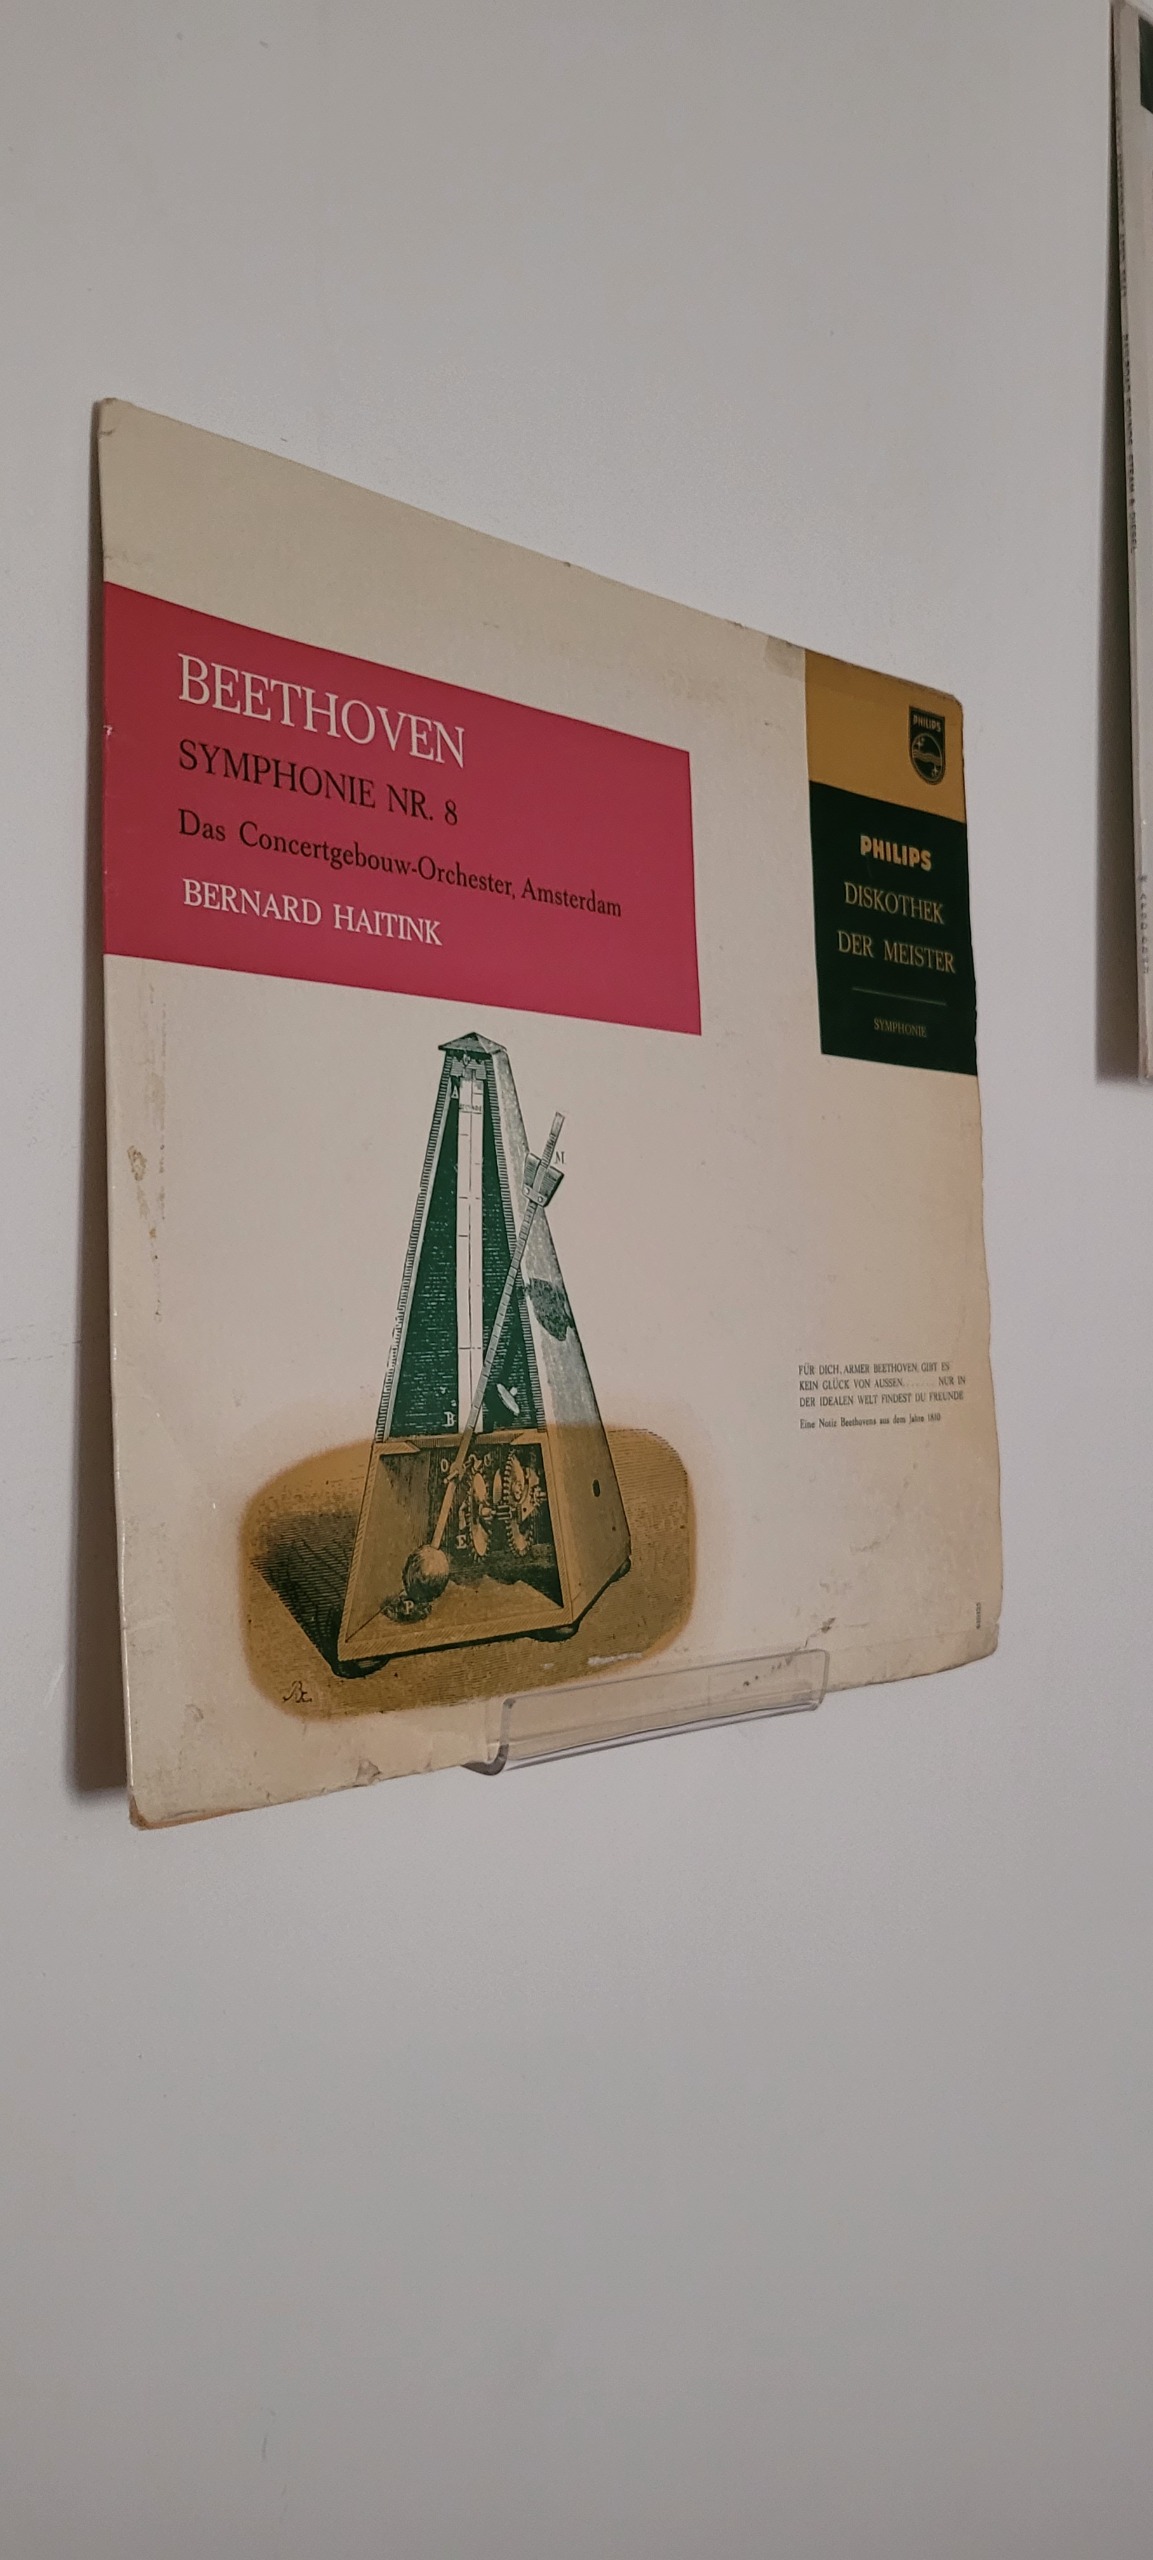 BEETHOVEN
SYMPHONIE NR. 8
Das Concertgebouw-Orchester, Amsterdam
BERNARD HAITINK
PHILIPS
PHILIPS
DISKOTHEK
DER MEISTER
SYMPHONIE
A
M
B
E
P
FÜR DICH, ARMER BEETHOVEN, GIBT ES
KEIN GLÜCK VON AUSSEN........ NUR IN
DER IDEALEN WELT FINDEST DU FREUNDE
Eine Notiz Beethovens aus dem Jahre 1810